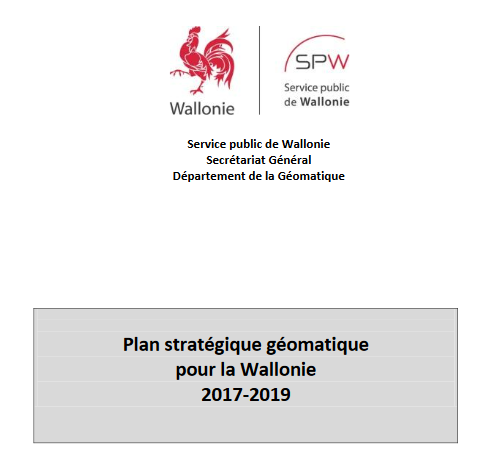 Wallonie
SPW
Service public
de Wallonie
Service public de Wallonie
Secrétariat Général
Département de la Géomatique
Plan stratégique géomatique
pour la Wallonie
2017-2019